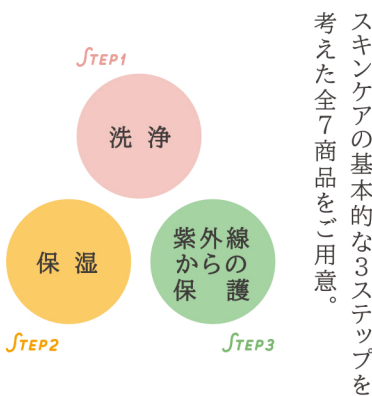 スキンケアの基本的な3ステップを
考えた全7商品をご用意。
STEP1
洗浄
STEP2
保湿
STEP3
紫外線
からの
保護